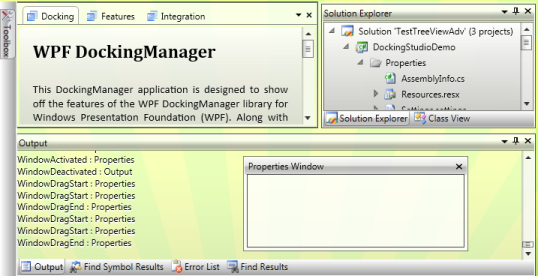 Toolbox
Docking
Features
Integration
WPF DockingManager
This DockingManager application is designed to show
off the features of the WPF DockingManager library for
Windows Presentation Foundation (WPF). Along with
Solution Explorer
Solution 'TestTreeViewAdv' (3 projects)
DockingStudioDemo
Properties
AssemblyInfo.cs
Resources.resx
Settings.settings
Solution Explorer
Class View
Output
WindowActivated : Properties
WindowDeactivated : Output
WindowDragStart : Properties
WindowDragStart : Properties
WindowDragStart : Properties
WindowDragEnd : Properties
WindowDragStart : Properties
WindowDragEnd : Properties
Properties Window
Output
Find Symbol Results
Error List
Find Results